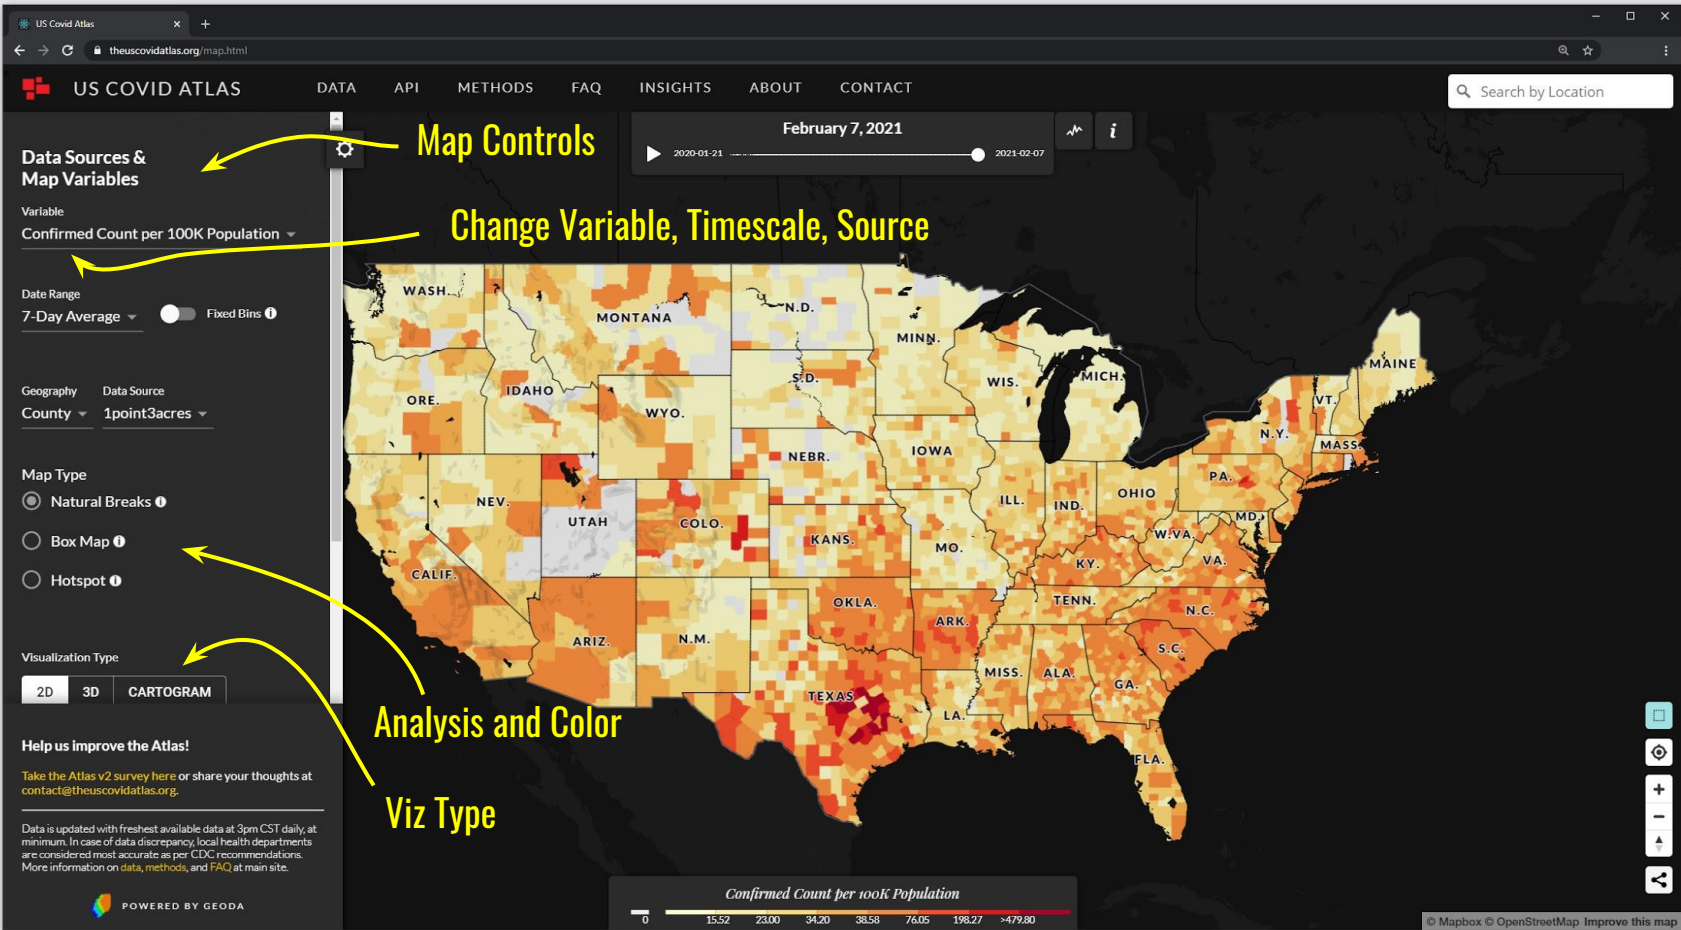 US Covid Atlas
theuscovidatlas.org/map.html
US COVID ATLAS
DATA
API
METHODS
FAQ
INSIGHTS
ABOUT
CONTACT
Search by Location
Map Controls
February 7, 2021
2020-01-21
2021-02-07
Data Sources &
Map Variables
Variable
Confirmed Count per 100K Population
Change Variable, Timescale, Source
Date Range
7-Day Average
Fixed Bins
Geography
Data Source
County
1point3acres
Map Type
Natural Breaks
Box Map
Hotspot
Visualization Type
2D
3D
CARTOGRAM
Analysis and Color
Viz Type
Help us improve the Atlas!
Take the Atlas v2 survey here or share your thoughts at
contact@theuscovidatlas.org.
Data is updated with freshest available data at 3pm CST daily, at
minimum. In case of data discrepancy, local health departments
are considered most accurate as per CDC recommendations.
More information on data, methods, and FAQ at main site.
POWERED BY GEODA
WASH.
MONTANA
N.D.
MINN.
MAINE
ORE.
IDAHO
S.D.
WIS.
MICH.
VT.
WYO.
N.Y.
MASS.
NEBR.
IOWA
PA.
NEV.
UTAH
COLO.
ILL.
IND.
OHIO
MD.
KANS.
MO.
W.VA.
CALIF.
KY.
VA.
OKLA.
TENN.
N.C.
ARIZ.
N.M.
ARK.
S.C.
TEXAS
MISS.
ALA.
GA.
LA.
FLA.
Confirmed Count per 100K Population
0
15.52
23.00
34.20
38.58
76.05
198.27
>479.80
© Mapbox © OpenStreetMap Improve this map